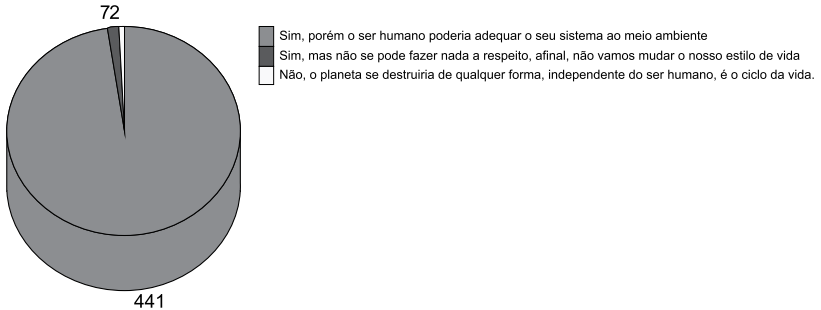 72
Sim, porém o ser humano poderia adequar o seu sistema ao meio ambiente
Sim, mas não se pode fazer nada a respeito, afinal, não vamos mudar o nosso estilo de vida
Não, o planeta se destruiria de qualquer forma, independente do ser humano, é o ciclo da vida.
441